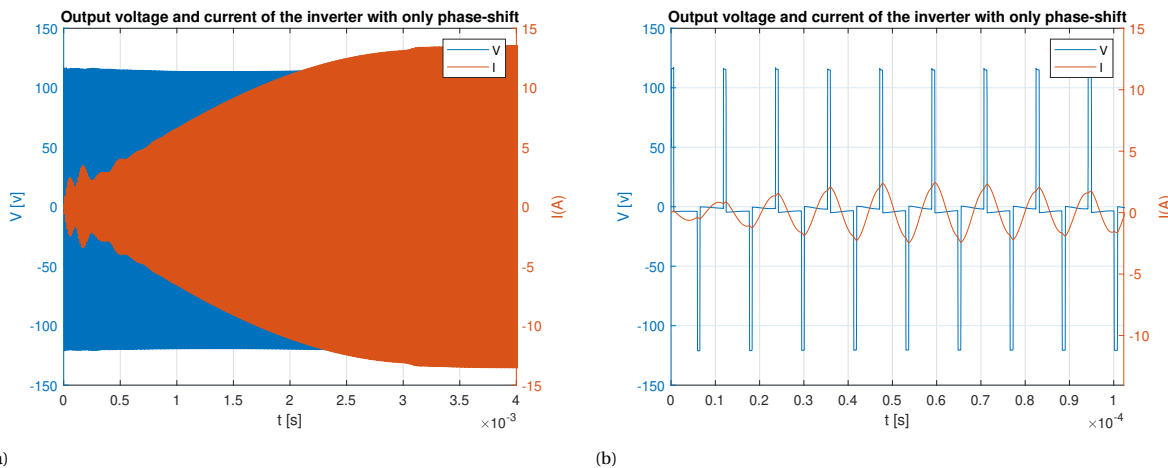 Output voltage and current of the inverter with only phase-shift
150
100
50
0
-50
-100
-150
V [v]
15
10
5
0
-5
-10
-15
I(A)
V
I
0 0.5 1 1.5 2 2.5 3 3.5 4
t [s] ×10⁻³
a)
Output voltage and current of the inverter with only phase-shift
150
100
50
0
-50
-100
-150
V [v]
15
10
5
0
-5
-10
I(A)
V
I
0 0.1 0.2 0.3 0.4 0.5 0.6 0.7 0.8 0.9 1
t [s] ×10⁻⁴
(b)